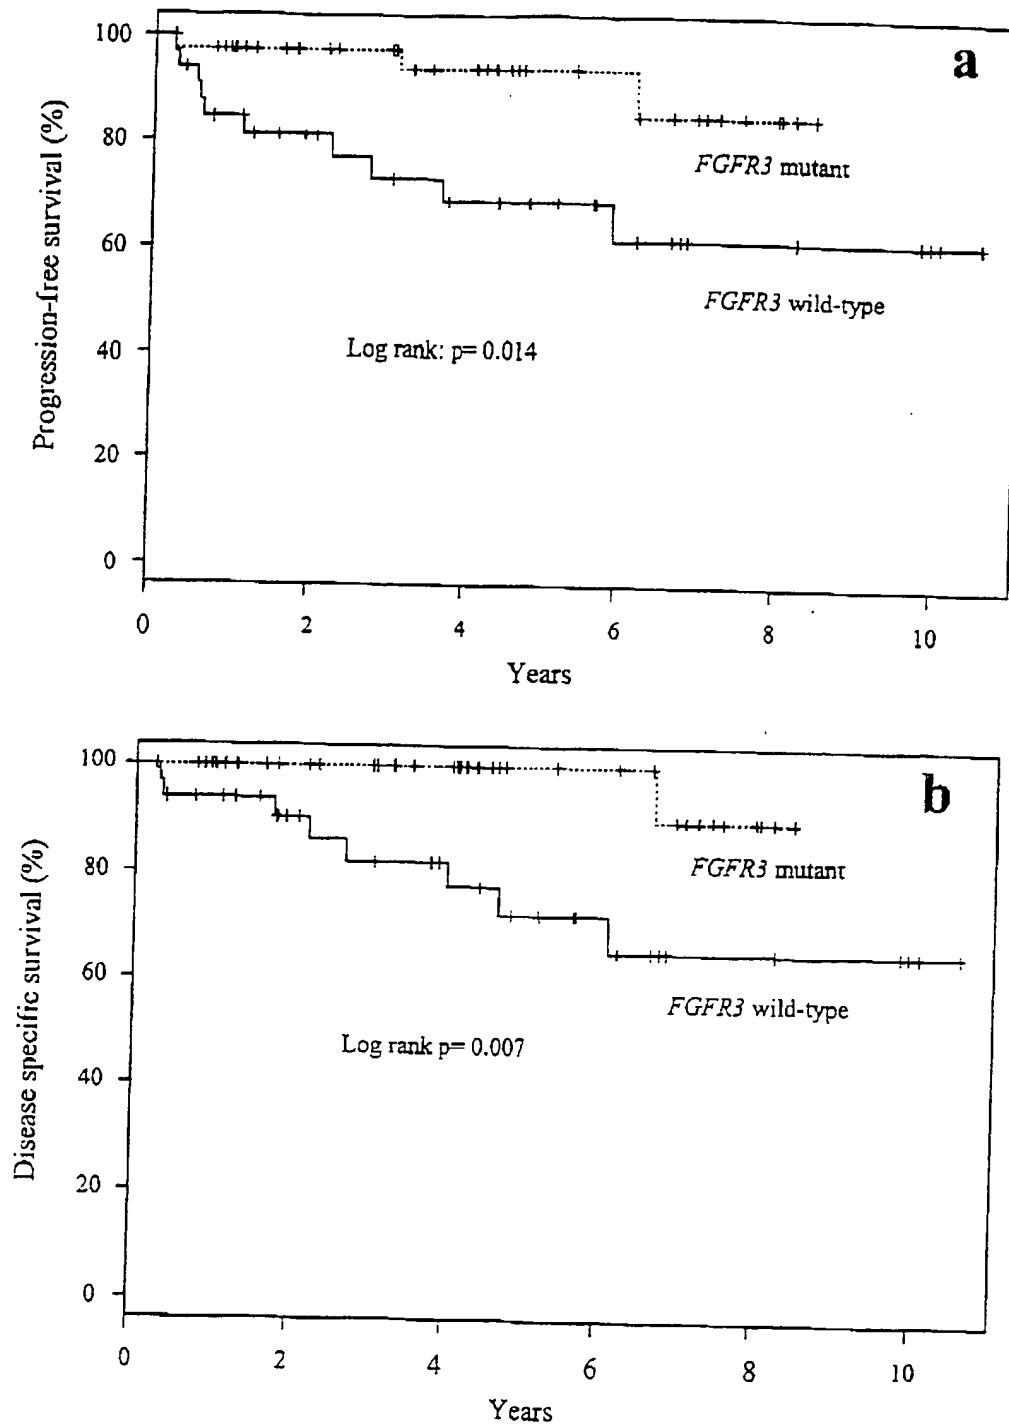 a
100
80
60
40
20
0
Progression-free survival (%)
FGFR3 mutant
FGFR3 wild-type
Log rank: p= 0.014
0 2 4 6 8 10
Years
b
100
80
60
40
20
0
Disease specific survival (%)
FGFR3 mutant
FGFR3 wild-type
Log rank p= 0.007
0 2 4 6 8 10
Years